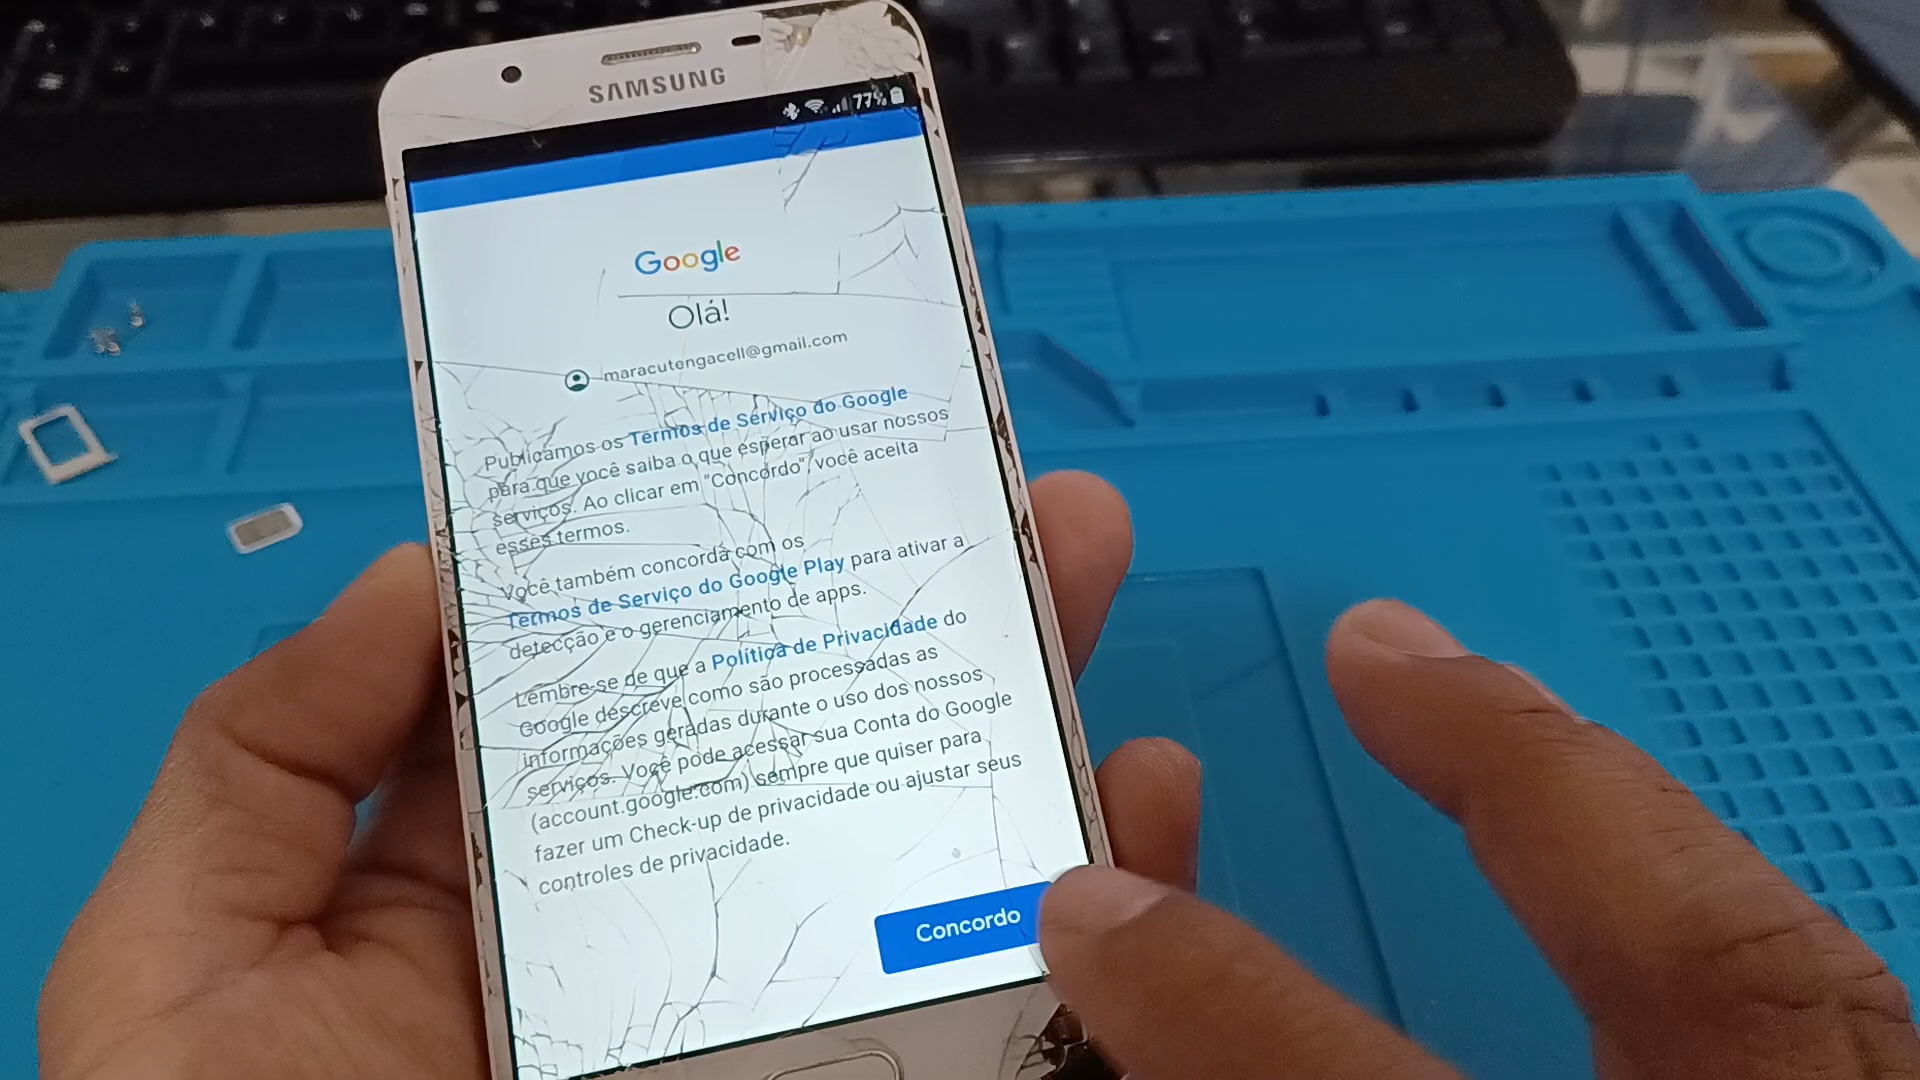 SAMSUNG
77%
Google
Olá!
maracutengacell@gmail.com
Publicamos os Termos de Serviço do Google
para que você saiba o que esperar ao usar nossos
serviços. Ao clicar em "Concordo", você aceita
esses termos.
Você também concorda com os
Termos de Serviço do Google Play para ativar a
detecção e o gerenciamento de apps.
Lembre-se de que a Política de Privacidade do
Google descreve como são processadas as
informações geradas durante o uso dos nossos
serviços. Você pode acessar sua Conta do Google
(account.google.com) sempre que quiser para
fazer um Check-up de privacidade ou ajustar seus
controles de privacidade.
Concordo